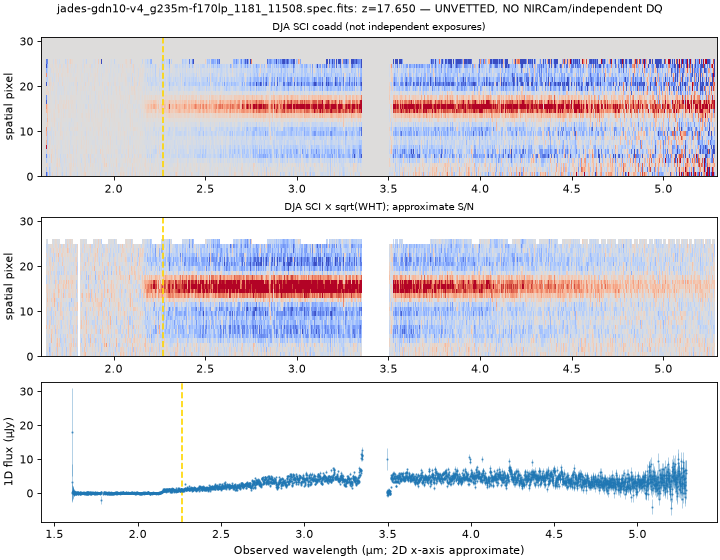 jades-gdn10-v4_g235m-f170lp_1181_11508.spec.fits: z=17.650 — UNVETTED, NO NIRCam/independent DQ
DJA SCI coadd (not independent exposures)
spatial pixel
30
20
10
0
2.0 2.5 3.0 3.5 4.0 4.5 5.0
DJA SCI × sqrt(WHT); approximate S/N
spatial pixel
30
20
10
0
2.0 2.5 3.0 3.5 4.0 4.5 5.0
1D flux (μJy)
30
20
10
0
1.5 2.0 2.5 3.0 3.5 4.0 4.5 5.0
Observed wavelength (μm; 2D x-axis approximate)